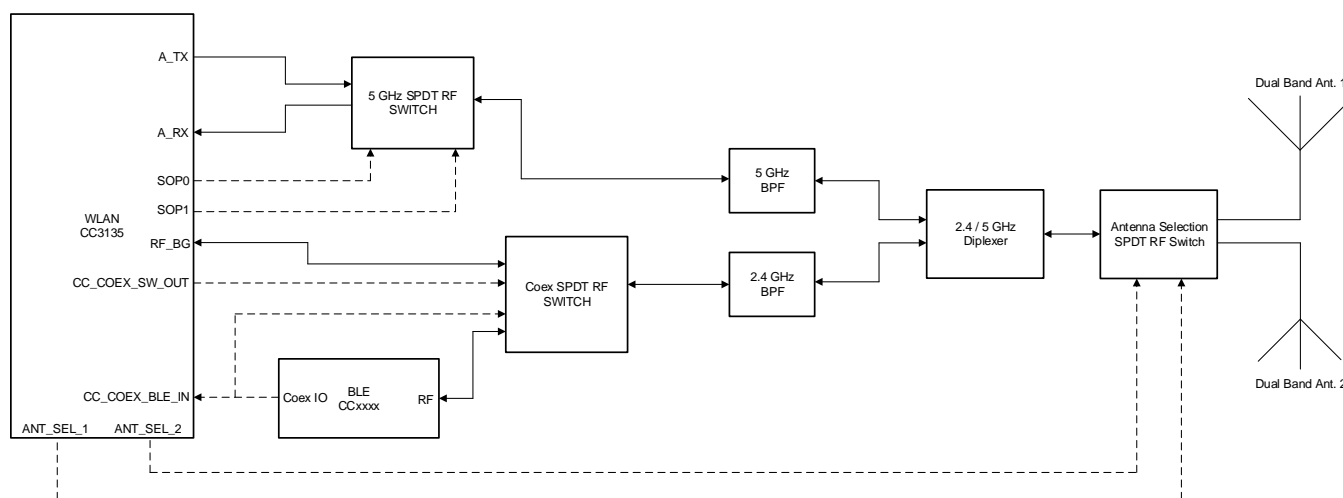 A_TX
A_RX
SOP0
SOP1
WLAN
CC3135
RF_BG
CC_COEX_SW_OUT
CC_COEX_BLE_IN
ANT_SEL_1
ANT_SEL_2
5 GHz SPDT RF
SWITCH
Coex SPDT RF
SWITCH
Coex IO
BLE
CCxxxx
RF
5 GHz
BPF
2.4 GHz
BPF
2.4 / 5 GHz
Diplexer
Antenna Selection
SPDT RF Switch
Dual Band Ant. 1
Dual Band Ant. 2